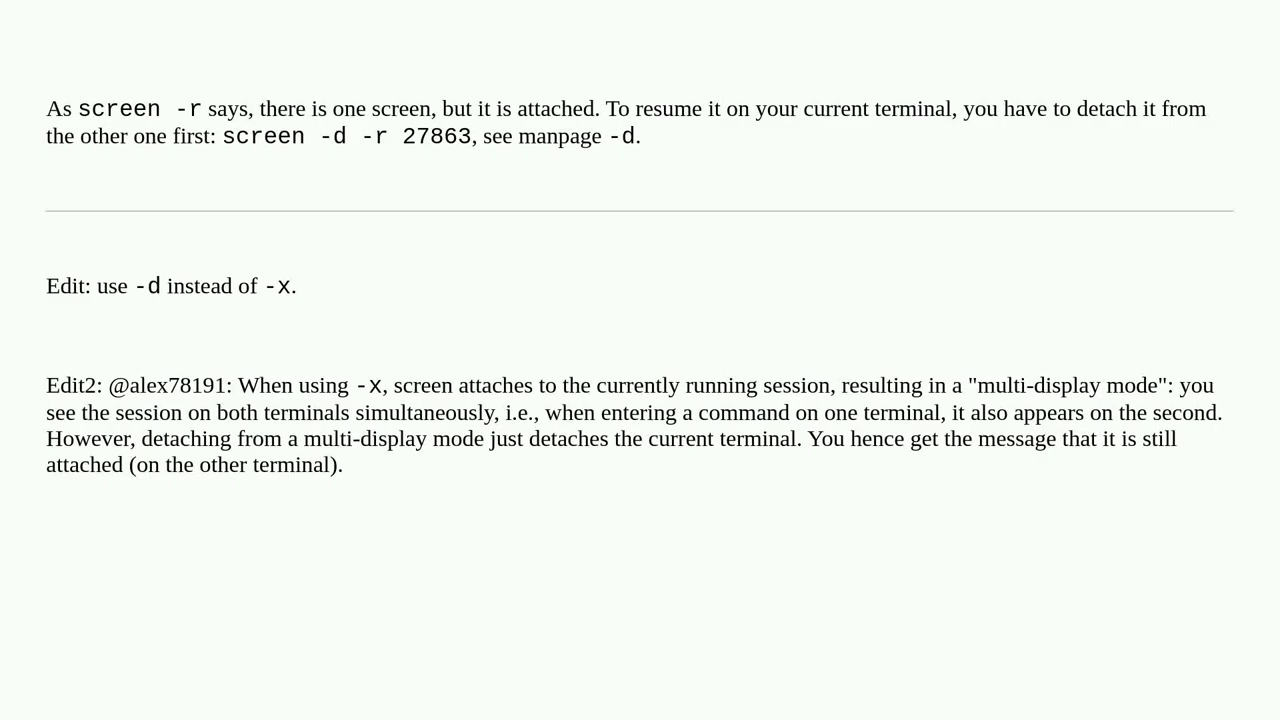 As screen -r says, there is one screen, but it is attached. To resume it on your current terminal, you have to detach it from
the other one first: screen -d -r 27863, see manpage -d.
Edit: use -d instead of -x.
Edit2: @alex78191: When using -x, screen attaches to the currently running session, resulting in a "multi-display mode": you
see the session on both terminals simultaneously, i.e., when entering a command on one terminal, it also appears on the second.
However, detaching from a multi-display mode just detaches the current terminal. You hence get the message that it is still
attached (on the other terminal).